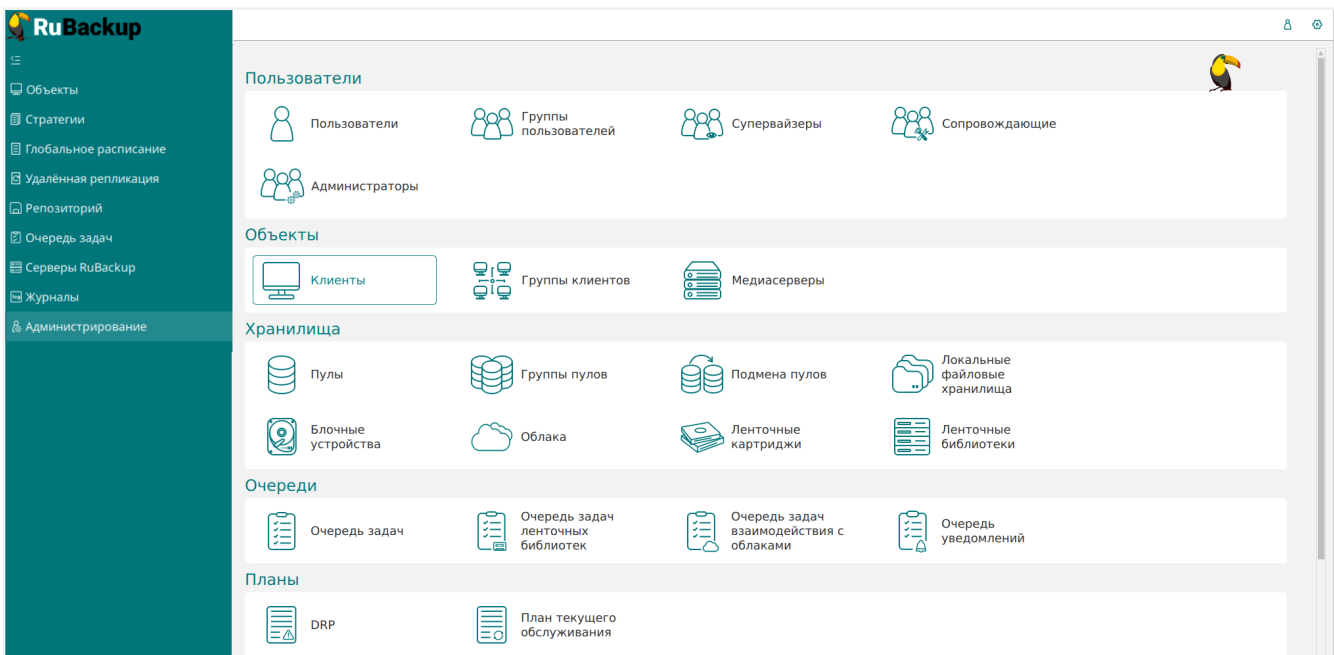 RuBackup
Объекты
Стратегии
Глобальное расписание
Удалённая репликация
Репозиторий
Очередь задач
Серверы RuBackup
Журналы
Администрирование
Пользователи
Пользователи
Группы
пользователей
Супервайзеры
Сопровождающие
Администраторы
Объекты
Клиенты
Группы клиентов
Медиасерверы
Хранилища
Пулы
Группы пулов
Подмена пулов
Локальные
файловые
хранилища
Блочные
устройства
Облака
Ленточные
картриджи
Ленточные
библиотеки
Очереди
Очередь задач
Очередь задач
ленточных
библиотек
Очередь задач
взаимодействия с
облаками
Очередь
уведомлений
Планы
DRP
План текущего
обслуживания